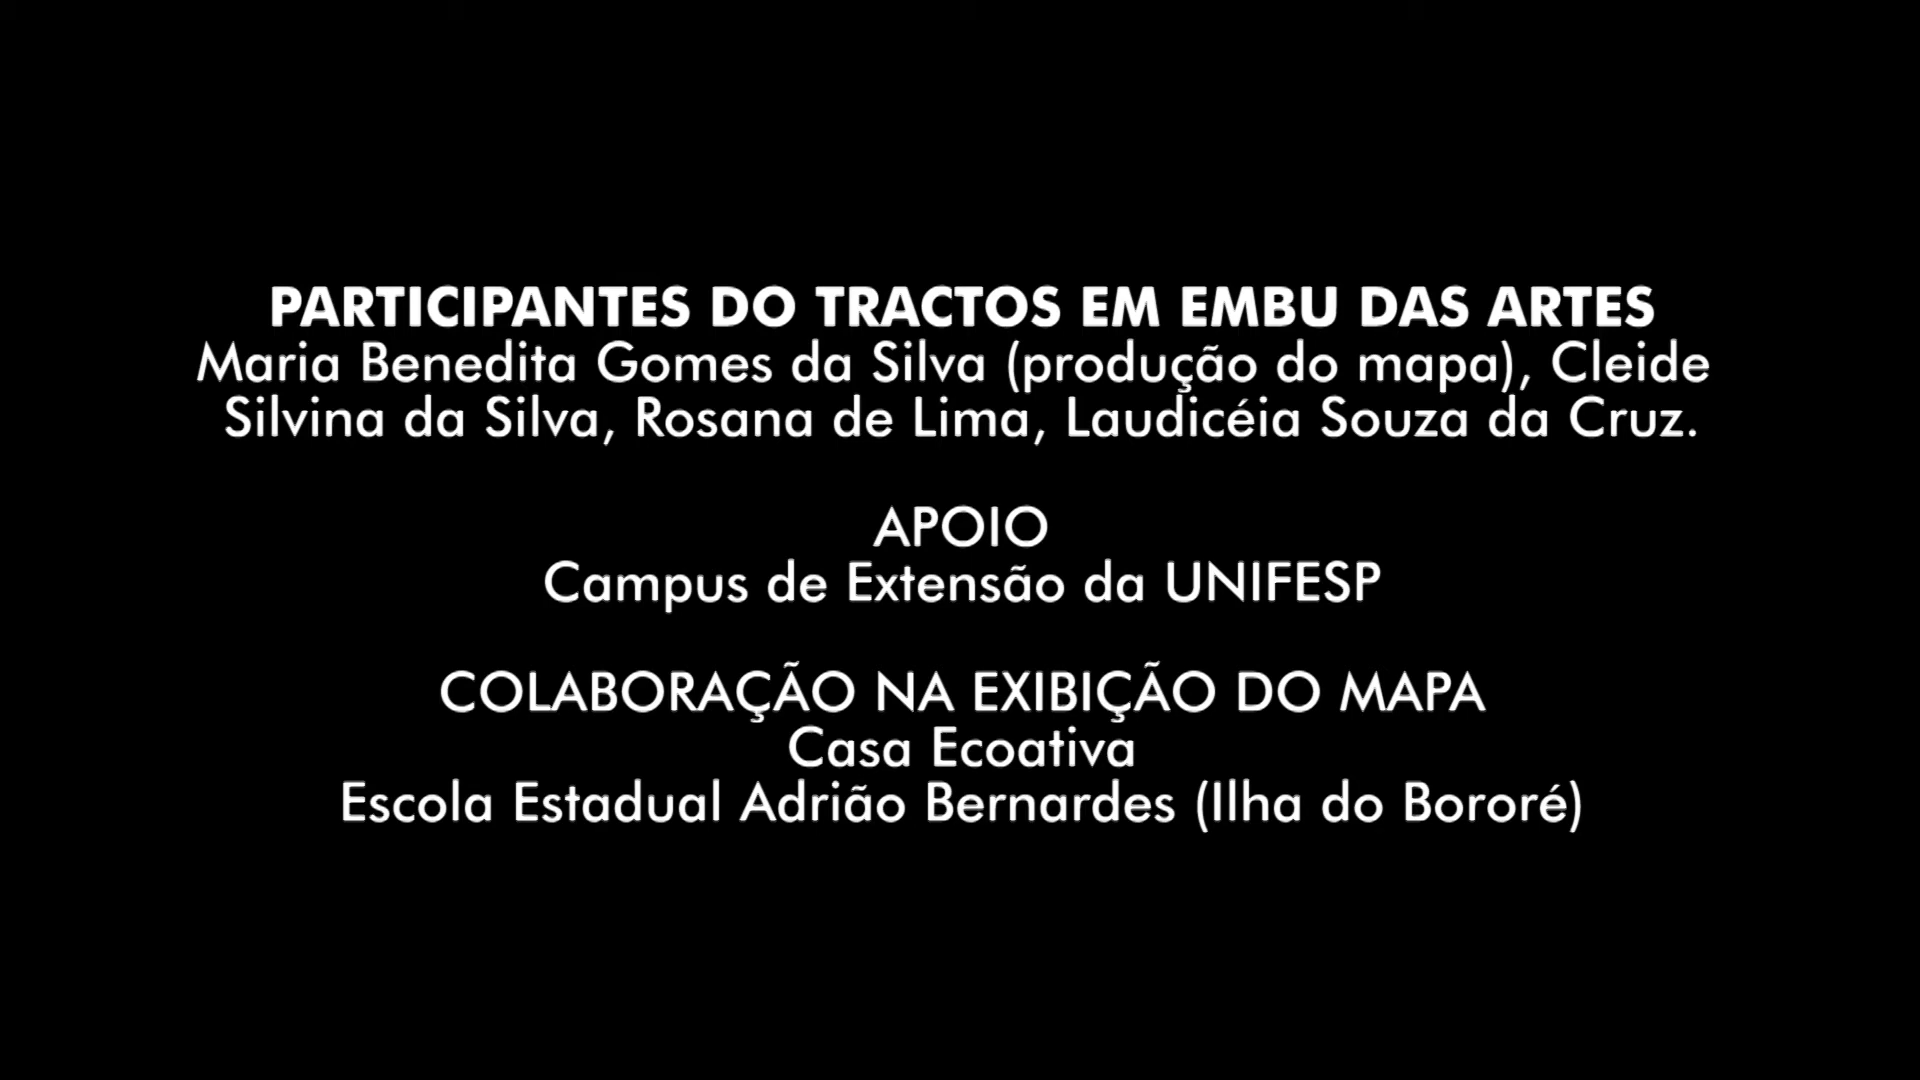 PARTICIPANTES DO TRACTOS EM EMBU DAS ARTES
Maria Benedita Gomes da Silva (produção do mapa), Cleide
Silvina da Silva, Rosana de Lima, Laudicéia Souza da Cruz.
APOIO
Campus de Extensão da UNIFESP
COLABORAÇÃO NA EXIBIÇÃO DO MAPA
Casa Ecoativa
Escola Estadual Adrião Bernardes (Ilha do Bororé)